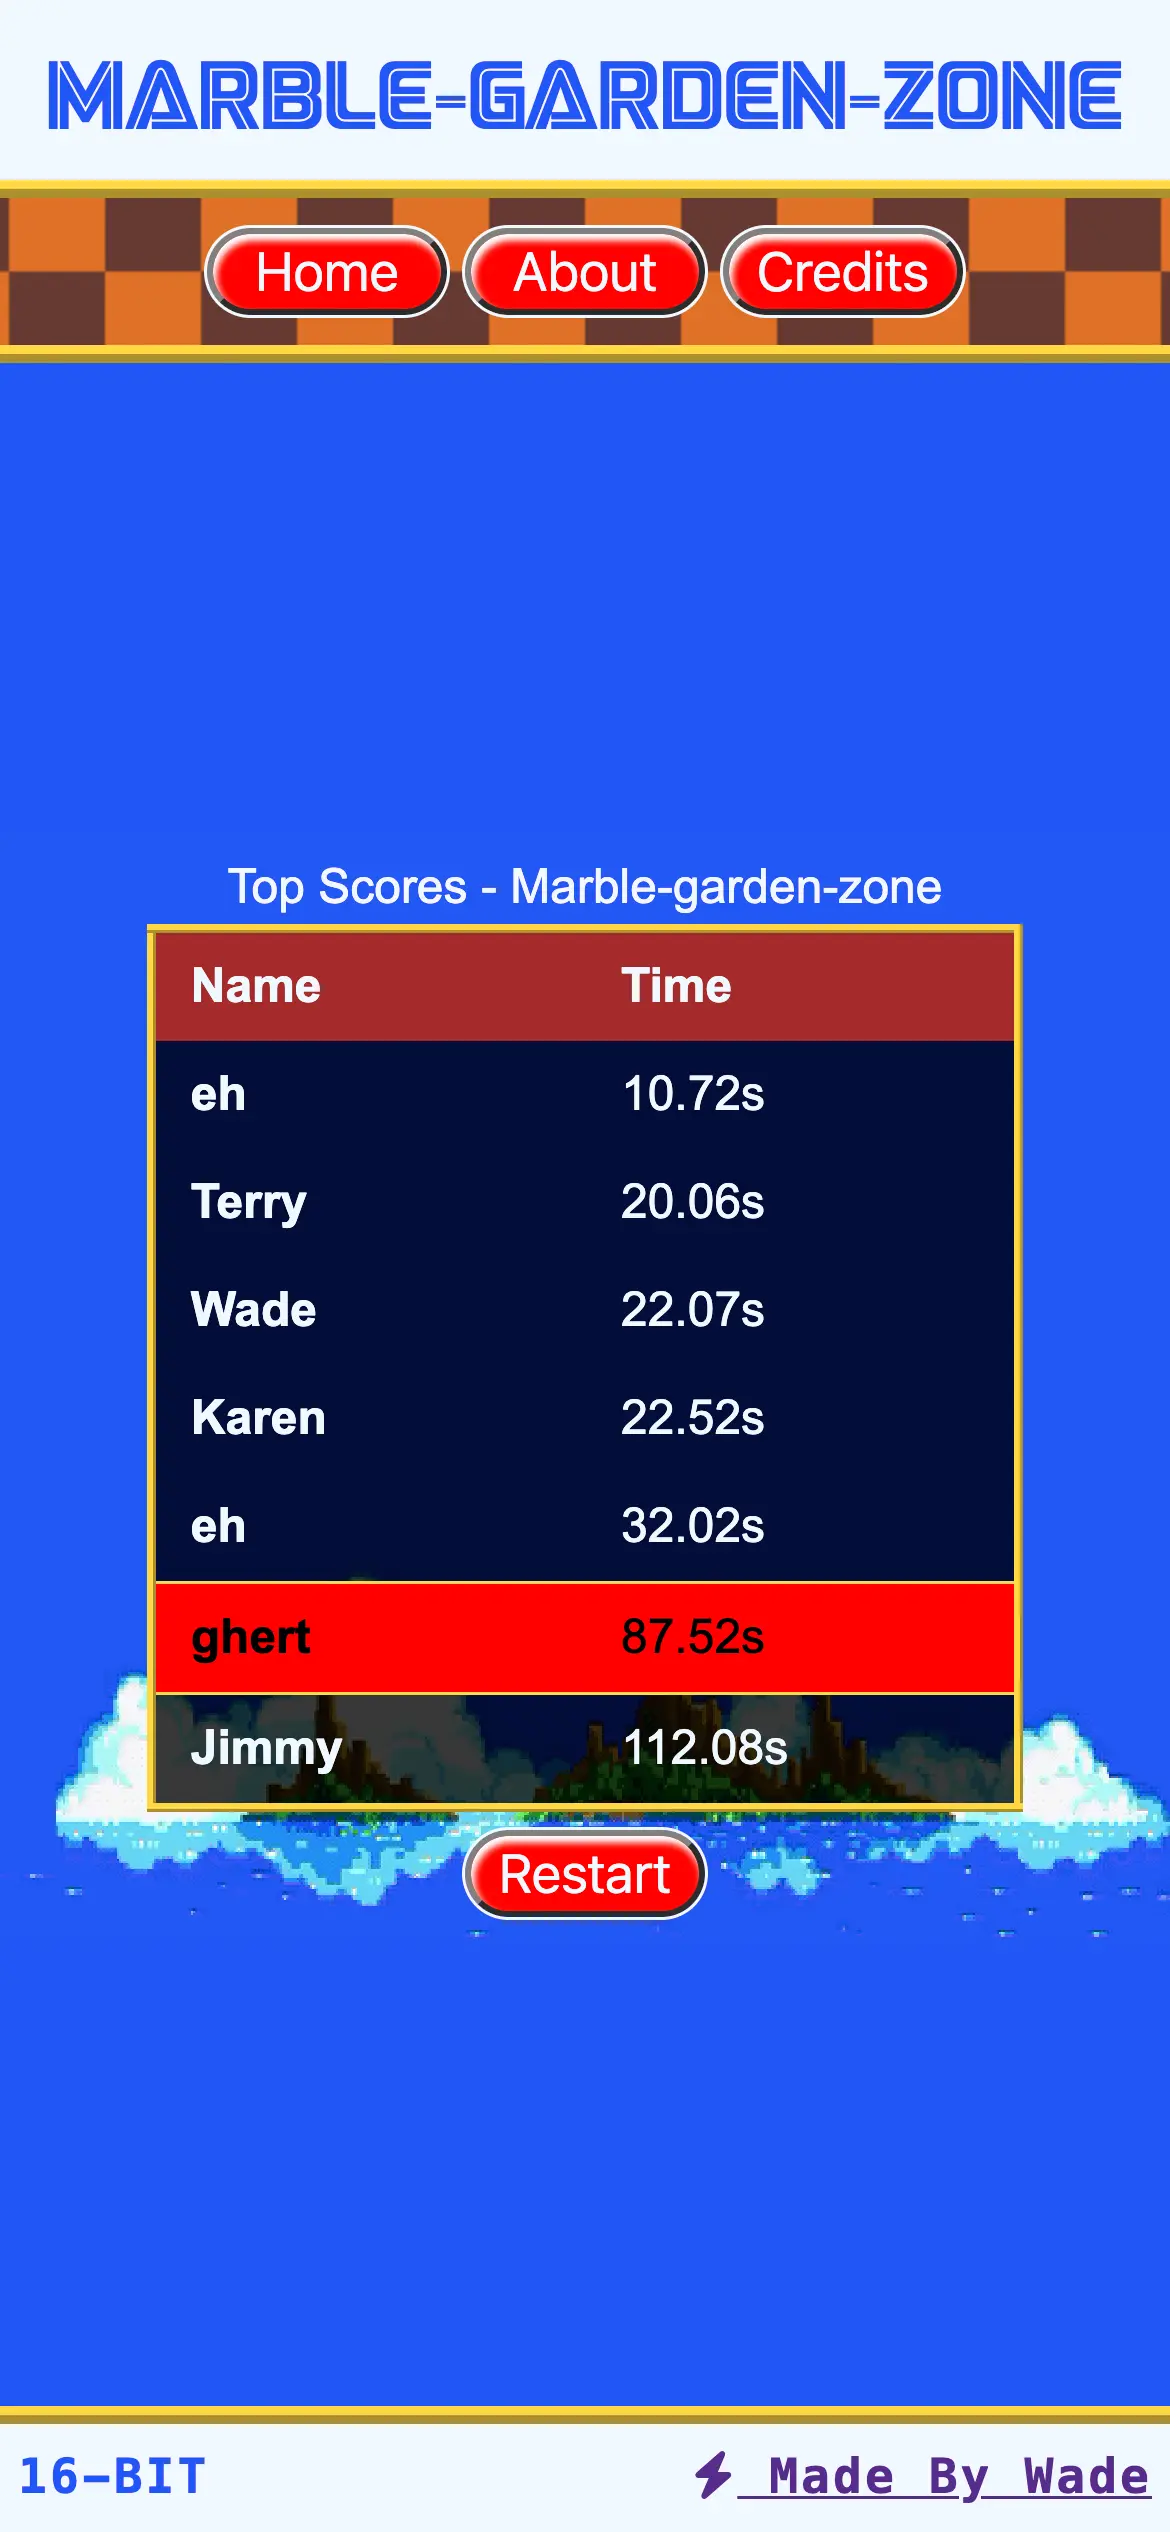 MARBLE-GARDEN-ZONE
Home About Credits
Top Scores - Marble-garden-zone
Name Time
eh 10.72s
Terry 20.06s
Wade 22.07s
Karen 22.52s
eh 32.02s
ghert 87.52s
Jimmy 112.08s
Restart
16-BIT Made By Wade